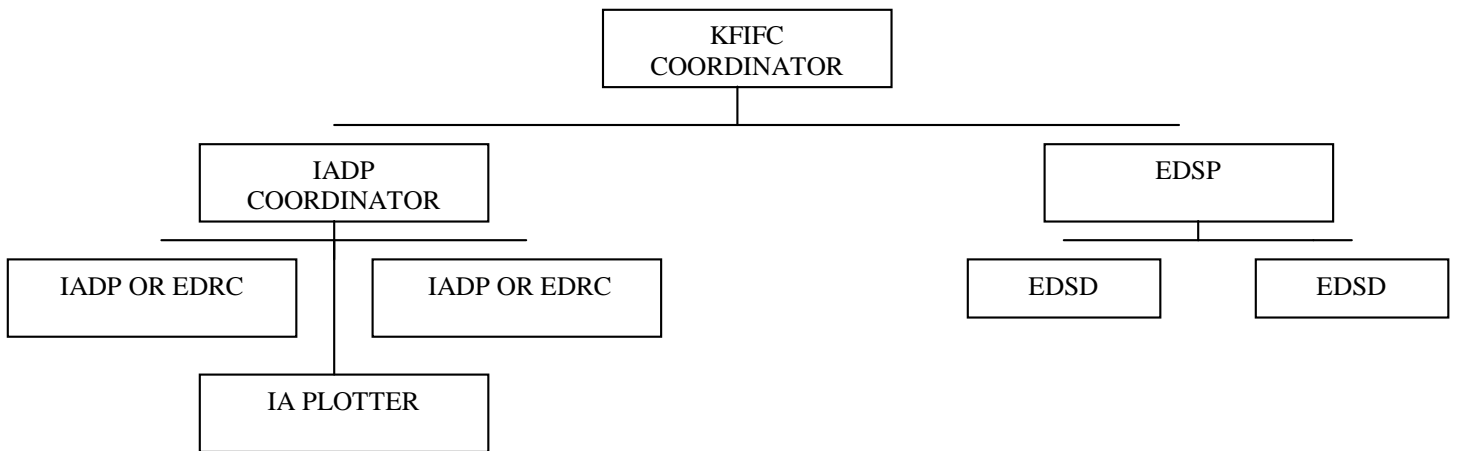 KFIFC
COORDINATOR
IADP
COORDINATOR
EDSP
IADP OR EDRC
IADP OR EDRC
EDSD
EDSD
IA PLOTTER